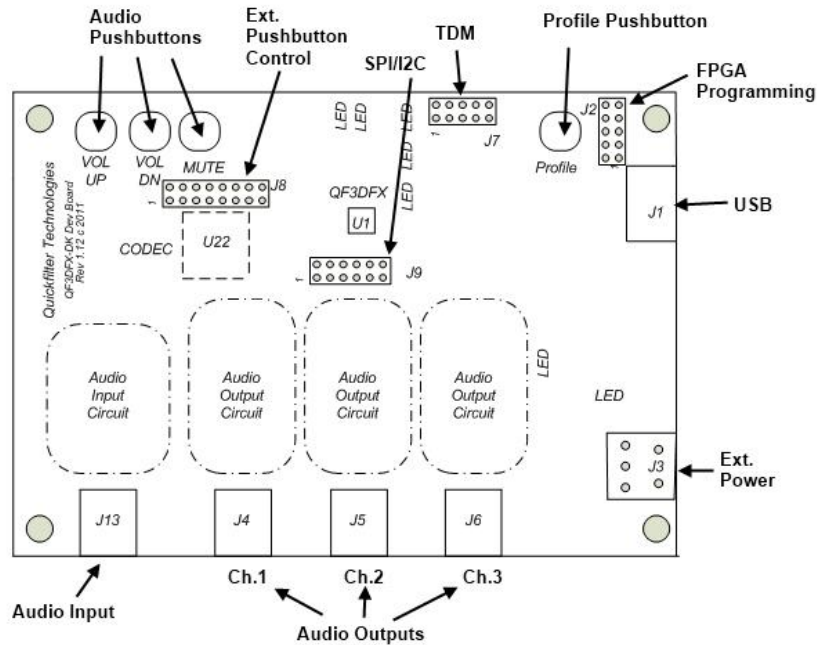 Audio
Pushbuttons
Ext.
Pushbutton
Control
SPI/I2C
TDM
Profile Pushbutton
FPGA
Programming
VOL
UP
VOL
DN
MUTE
LED
LED
LED
LED
LED
1
J7
Profile
J2
1
J1
USB
1
J8
QF3DFX
U1
CODEC
U22
1
J9
Quickfilter Technologies
QF3DFX-DK Dev Board
Rev 1.12 c 2011
Audio
Input
Circuit
Audio
Output
Circuit
Audio
Output
Circuit
Audio
Output
Circuit
LED
LED
J3
Ext.
Power
J13
J4
J5
J6
Ch.1
Ch.2
Ch.3
Audio Input
Audio Outputs